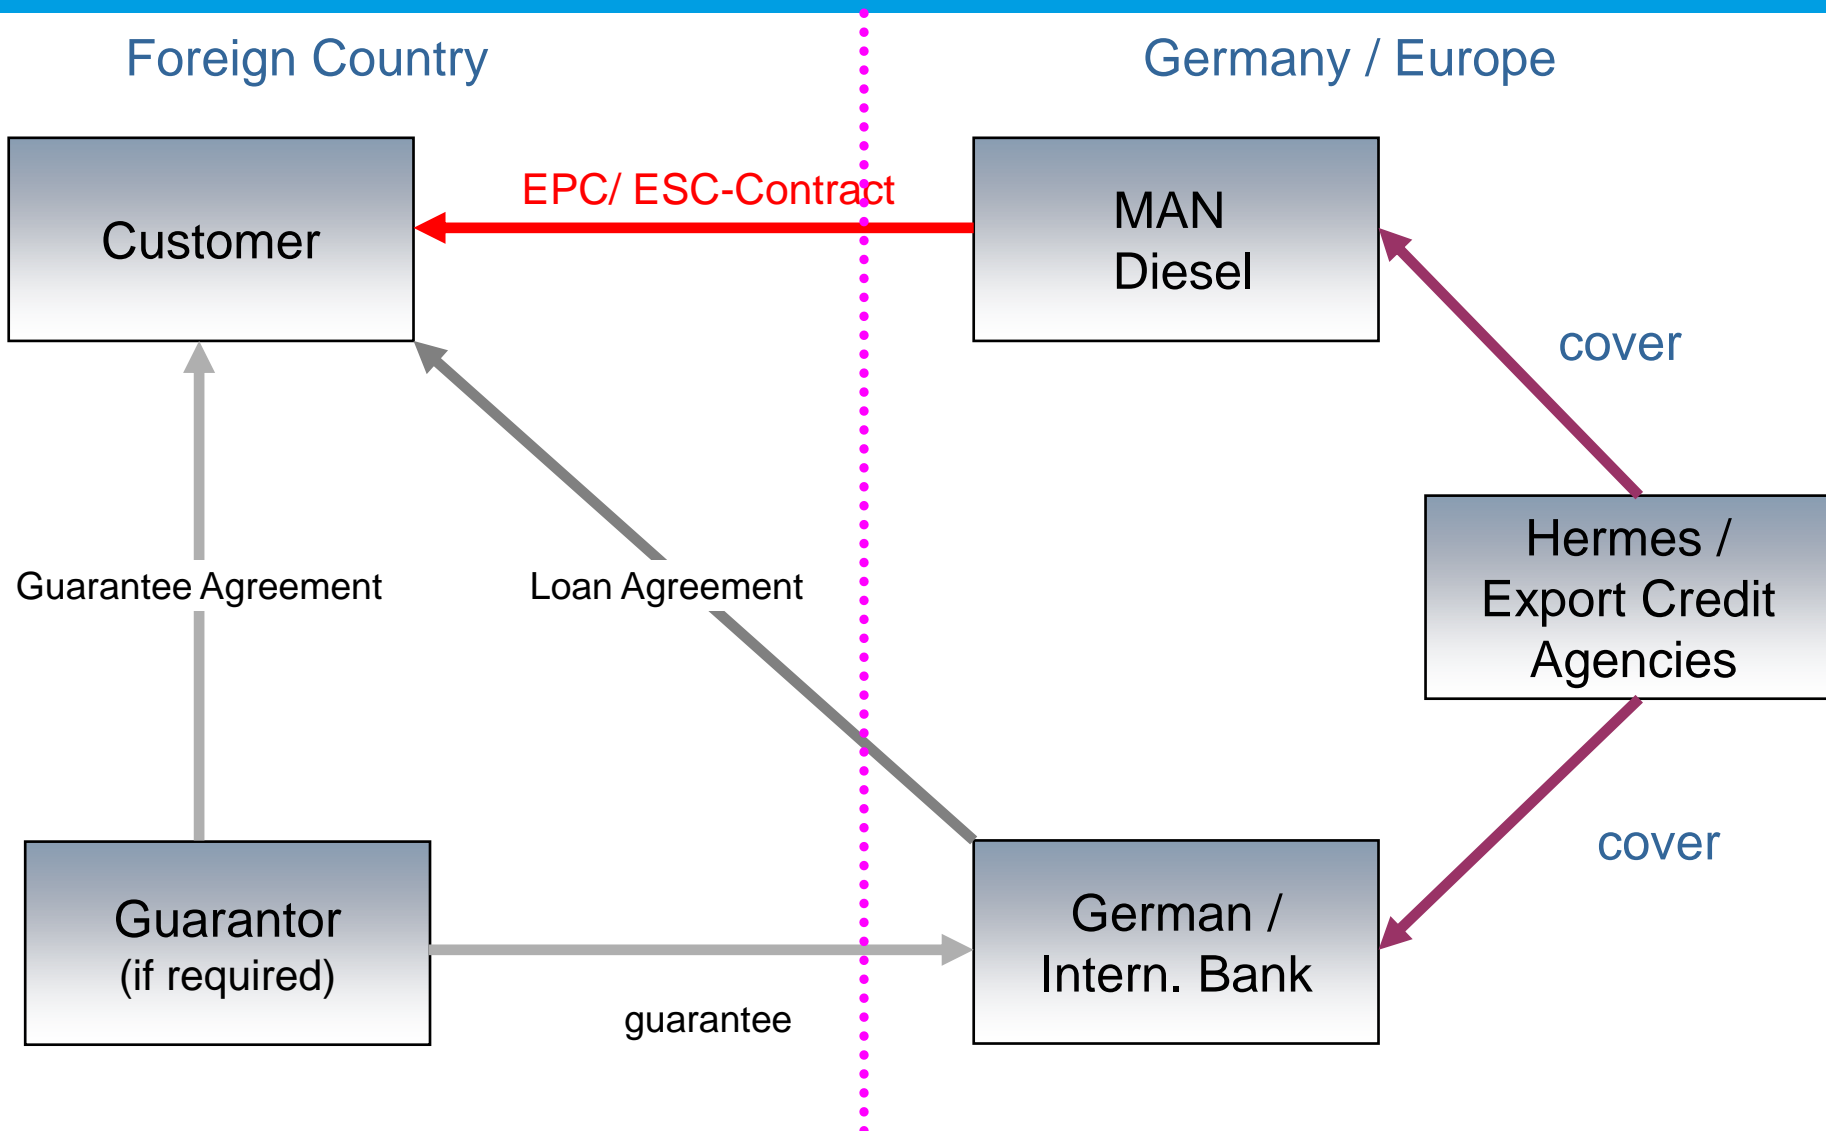 Foreign Country
Germany / Europe
EPC/ ESC-Contract
Customer
MAN
Diesel
cover
Hermes /
Export Credit
Agencies
Guarantee Agreement
Loan Agreement
cover
Guarantor
(if required)
German /
Intern. Bank
guarantee